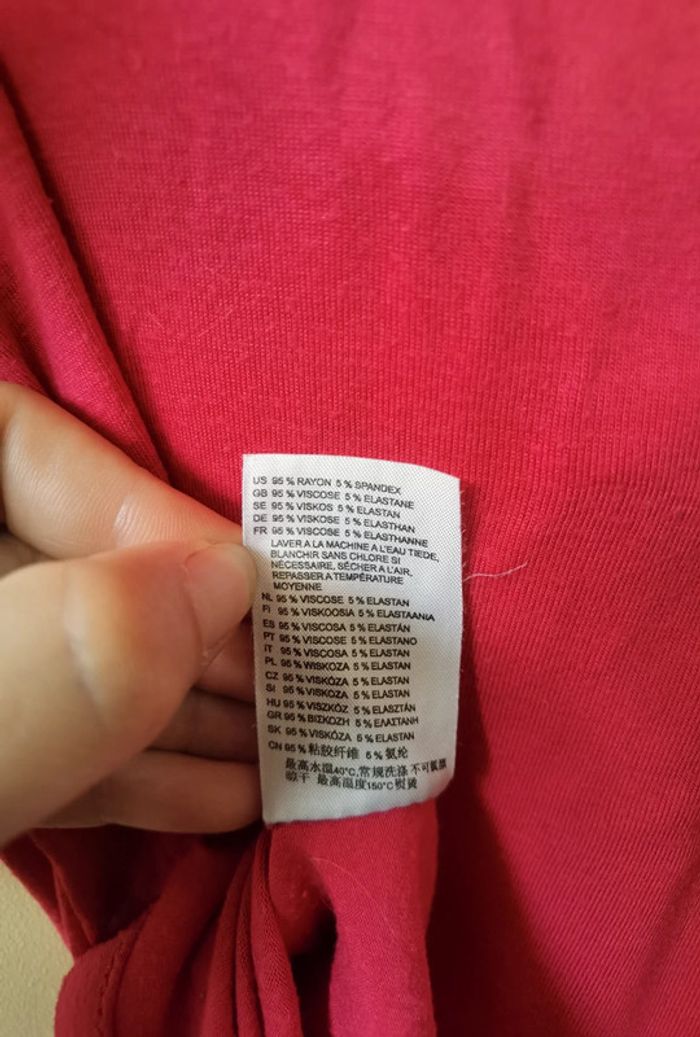 US 95 % RAYON 5 % SPANDEX
GB 95 % VISCOSE 5 % ELASTANE
SE 95 % VISKOS 5 % ELASTAN
DE 95 % VISKOSE 5 % ELASTHAN
FR 95 % VISCOSE 5 % ELASTHANNE
LAVER A LA MACHINE A L'EAU TIEDE,
BLANCHIR SANS CHLORE SI
NÉCESSAIRE, SÉCHER A L'AIR,
REPASSER A TEMPÉRATURE
MOYENNE
NL 95 % VISCOSE 5 % ELASTAN
FI 95 % VISKOOSIA 5 % ELASTAANIA
ES 95 % VISCOSA 5 % ELASTÁN
PT 95 % VISCOSE 5 % ELASTANO
IT 95 % VISCOSA 5 % ELASTAN
PL 95 % WISKOZA 5 % ELASTAN
CZ 95 % VISKÓZA 5 % ELASTAN
SI 95 % VISKOZA 5 % ELASTAN
HU 95 % VISZKÓZ 5 % ELASZTÁN
GR 95 % ΒΙΣΚΟΖΗ 5 % ΕΛΑΣΤΑΝΗ
SK 95 % VISKÓZA 5 % ELASTAN
CN 95 % 粘胶纤维 5 % 氨纶
最高水温40°C,常规洗涤 不可氯漂
晾干 最高温度150°C熨烫